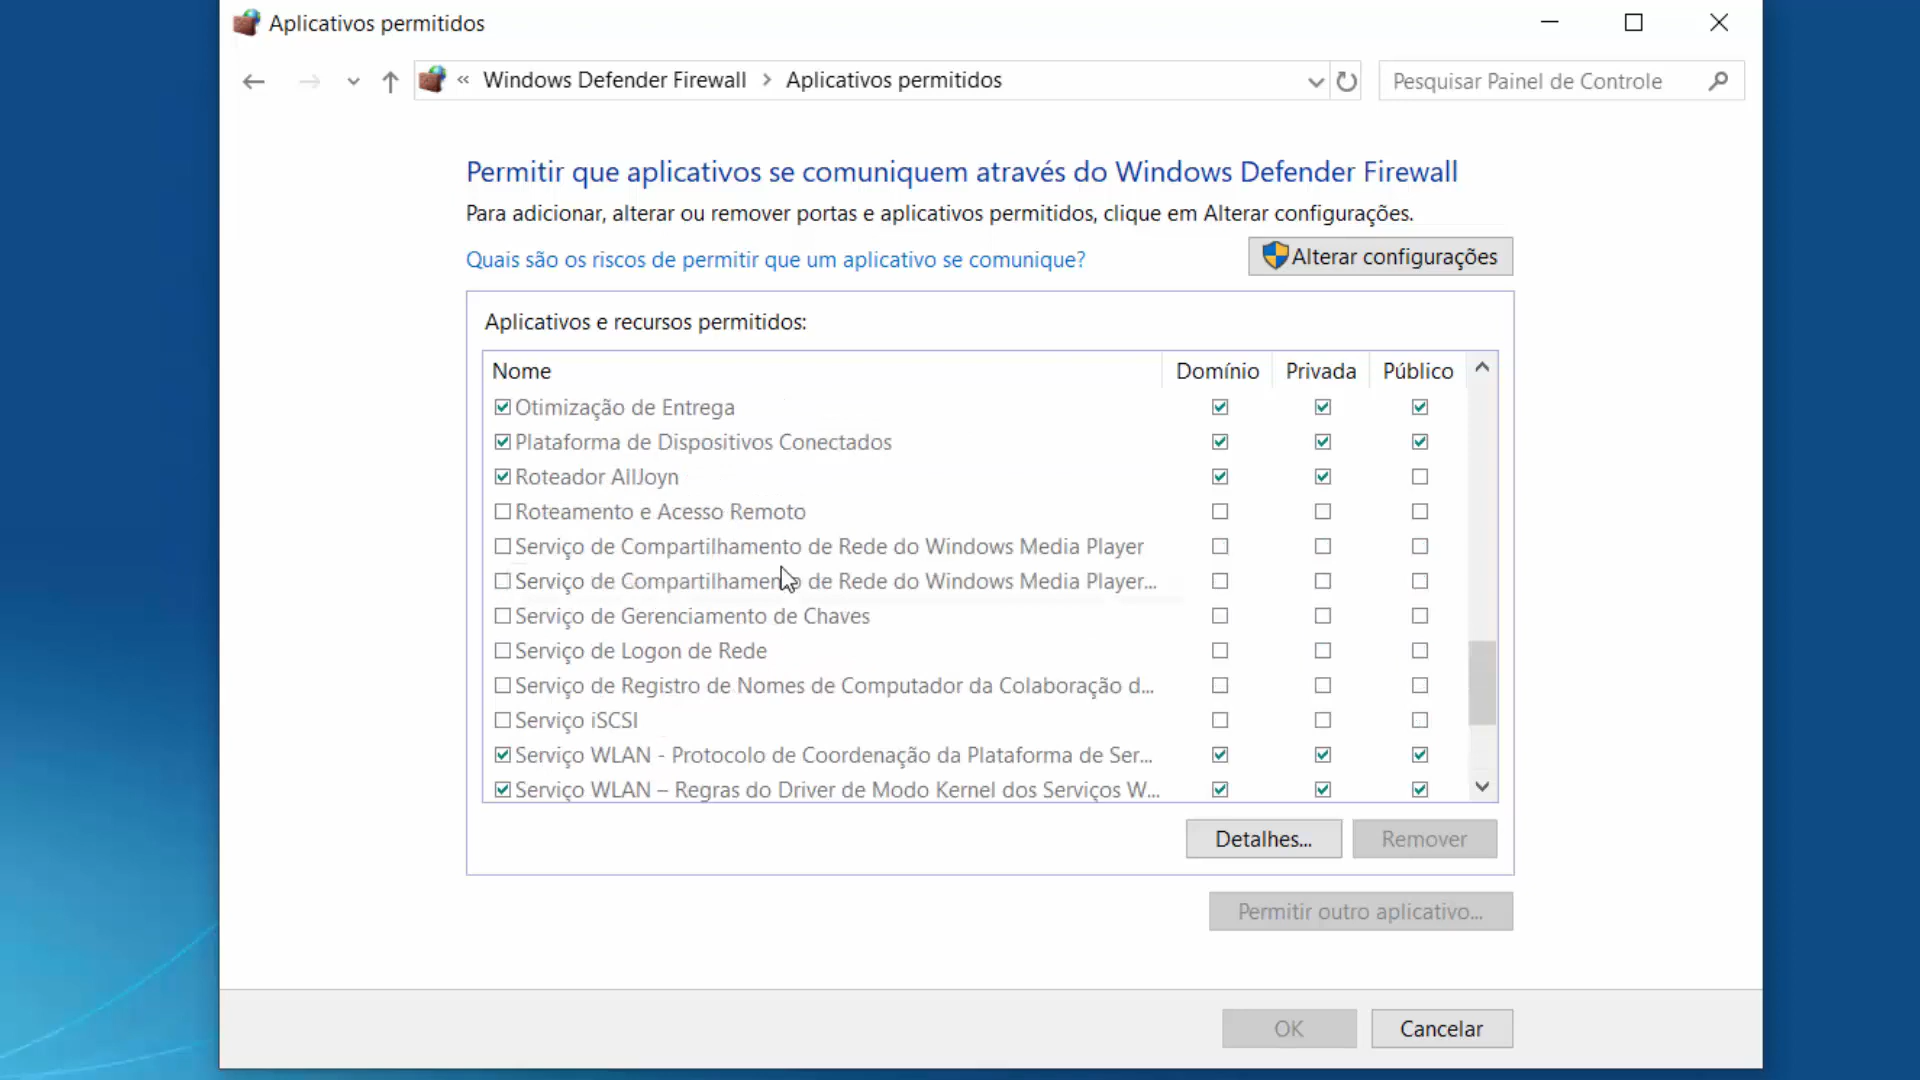 Aplicativos permitidos
« Windows Defender Firewall > Aplicativos permitidos
Pesquisar Painel de Controle
Permitir que aplicativos se comuniquem através do Windows Defender Firewall
Para adicionar, alterar ou remover portas e aplicativos permitidos, clique em Alterar configurações.
Quais são os riscos de permitir que um aplicativo se comunique?
Alterar configurações
Aplicativos e recursos permitidos:
Nome Domínio Privada Público
Otimização de Entrega
Plataforma de Dispositivos Conectados
Roteador AllJoyn
Roteamento e Acesso Remoto
Serviço de Compartilhamento de Rede do Windows Media Player
Serviço de Compartilhamento de Rede do Windows Media Player...
Serviço de Gerenciamento de Chaves
Serviço de Logon de Rede
Serviço de Registro de Nomes de Computador da Colaboração d...
Serviço iSCSI
Serviço WLAN - Protocolo de Coordenação da Plataforma de Ser...
Serviço WLAN – Regras do Driver de Modo Kernel dos Serviços W...
Detalhes... Remover
Permitir outro aplicativo...
OK Cancelar